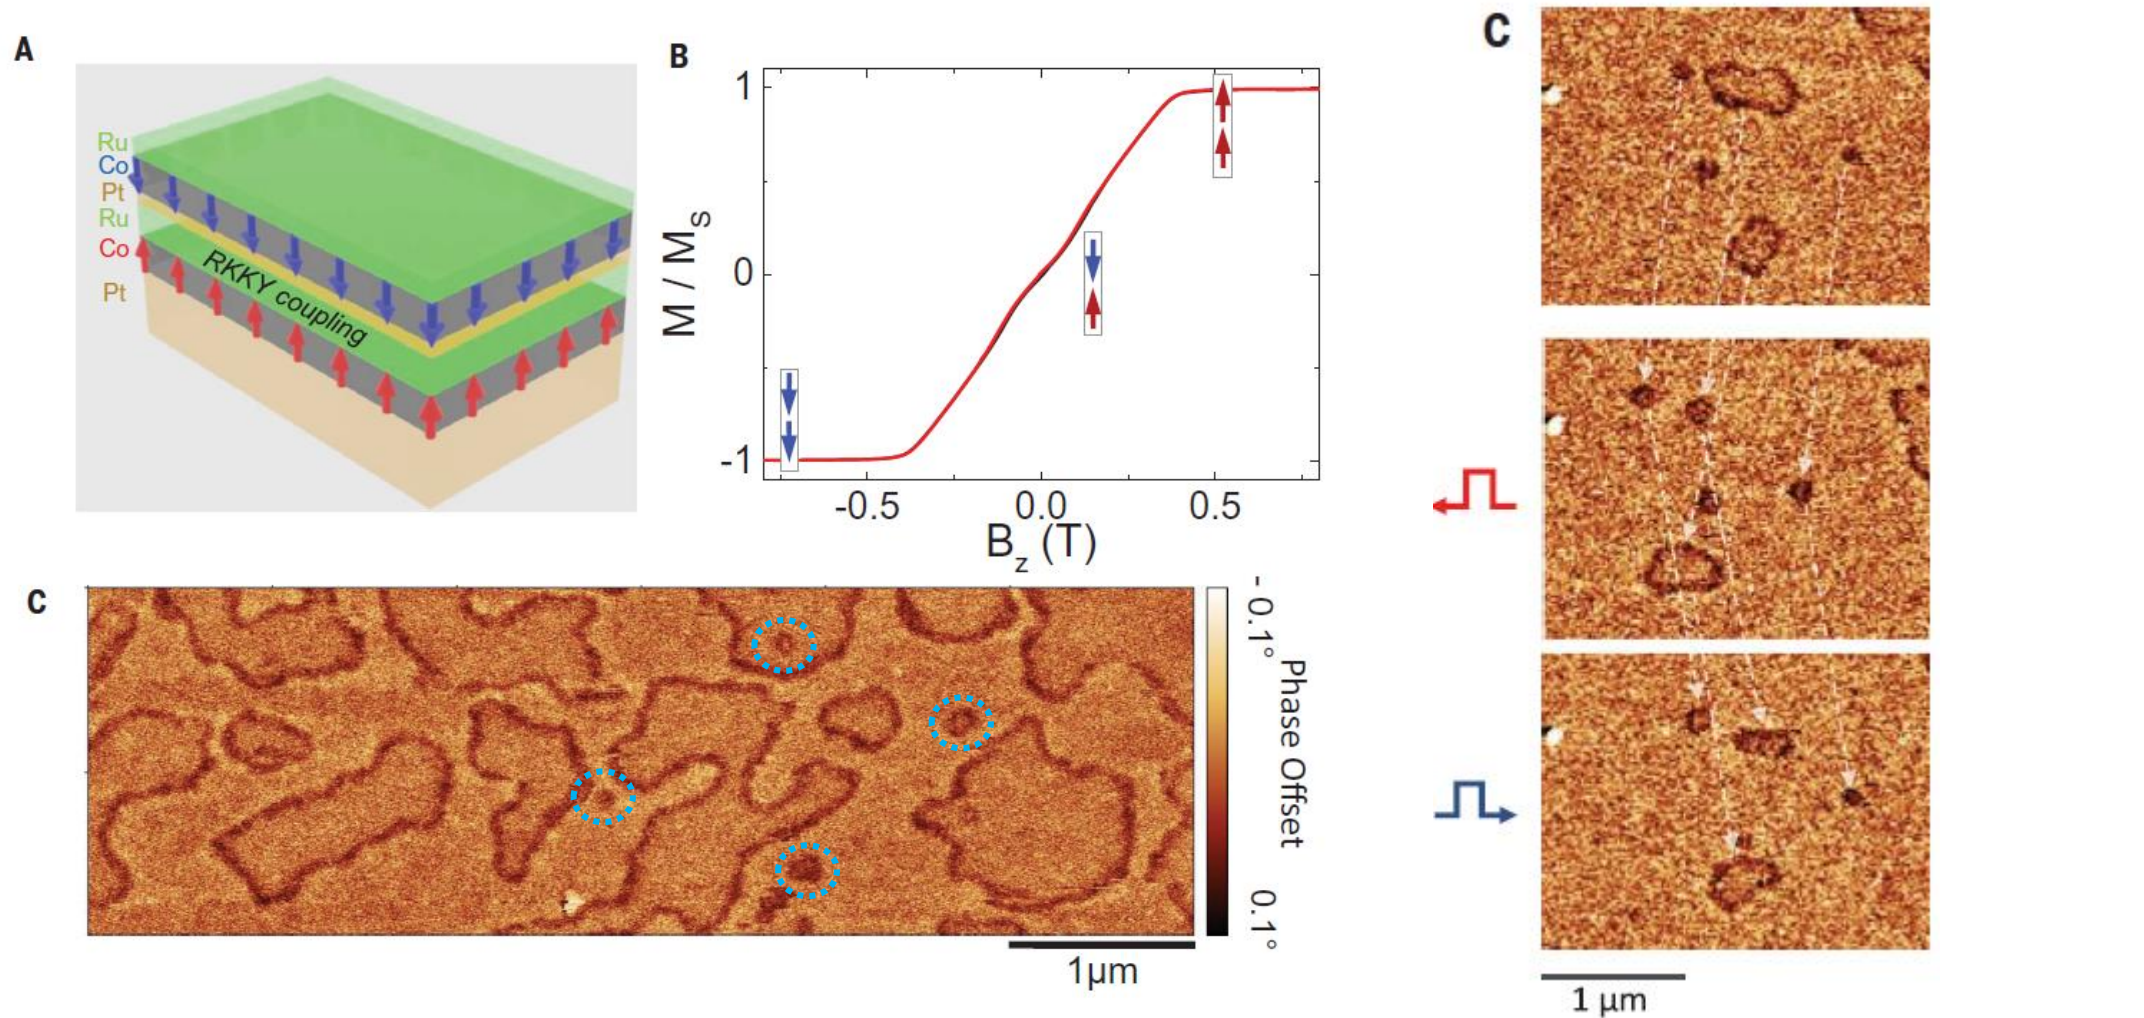 A
Ru
Co
Pt
Ru
Co
Pt
RKKY coupling
B
M / MS
1
0
-1
-0.5
0.0
0.5
Bz (T)
C
-0.1°
Phase Offset
0.1°
1µm
C
1 µm